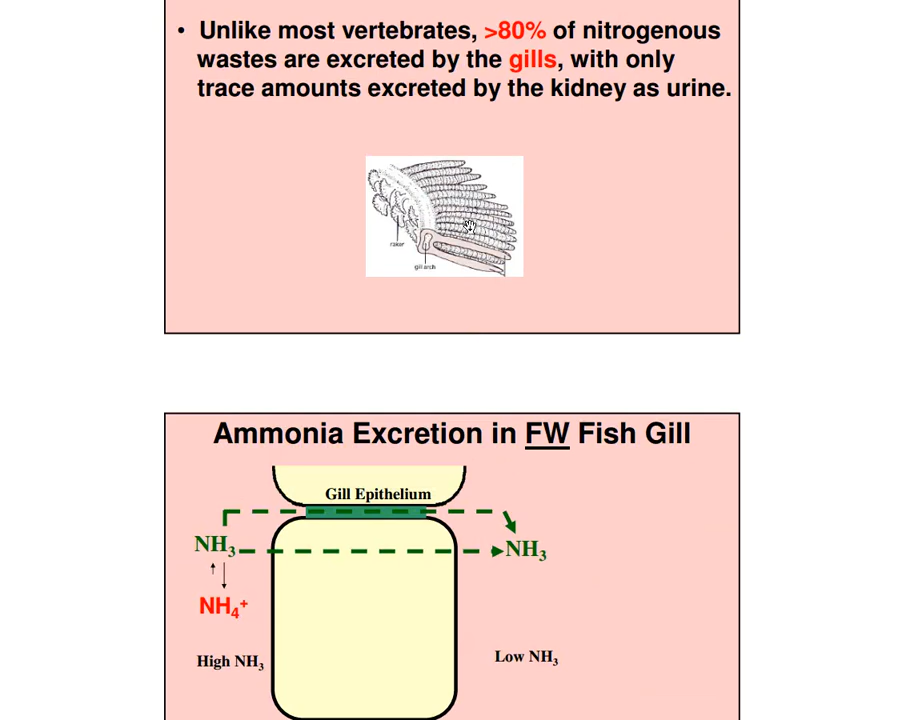 • Unlike most vertebrates, >80% of nitrogenous
wastes are excreted by the gills, with only
trace amounts excreted by the kidney as urine.
raker
gill arch
Ammonia Excretion in FW Fish Gill
Gill Epithelium
NH₃
NH₃
NH₄⁺
High NH₃
Low NH₃